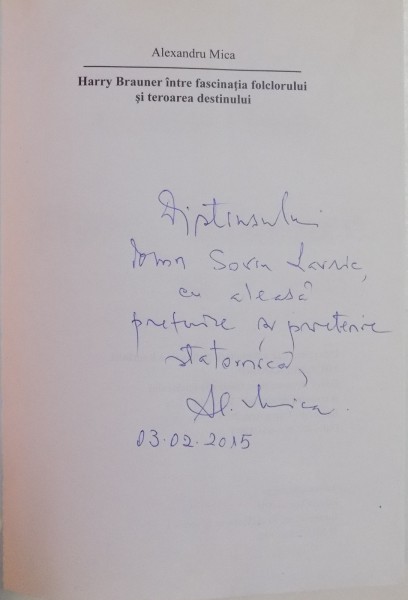 Alexandru Mica
Harry Brauner între fascinația folclorului
și teroarea destinului
Distinsului
Domn Sorin
cu aleasă
prețuire și prietenie
statornică,
Al. Mica
03.02.2015